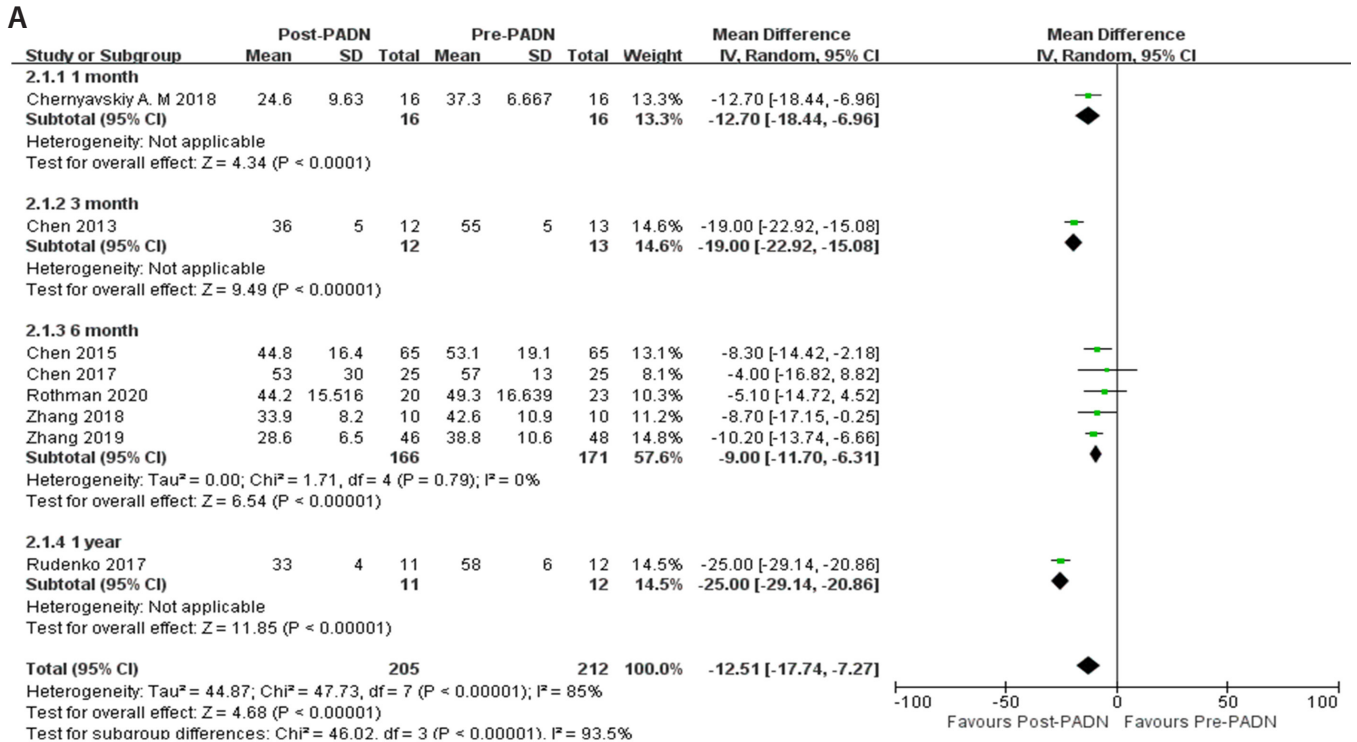 A
Post-PADN Pre-PADN Mean Difference Mean Difference
Study or Subgroup Mean SD Total Mean SD Total Weight IV, Random, 95% CI IV, Random, 95% CI
2.1.1 1 month
Chernyavskiy A. M 2018 24.6 9.63 16 37.3 6.667 16 13.3% -12.70 [-18.44, -6.96]
Subtotal (95% CI) 16 16 13.3% -12.70 [-18.44, -6.96]
Heterogeneity: Not applicable
Test for overall effect: Z = 4.34 (P < 0.0001)
2.1.2 3 month
Chen 2013 36 5 12 55 5 13 14.6% -19.00 [-22.92, -15.08]
Subtotal (95% CI) 12 13 14.6% -19.00 [-22.92, -15.08]
Heterogeneity: Not applicable
Test for overall effect: Z = 9.49 (P < 0.00001)
2.1.3 6 month
Chen 2015 44.8 16.4 65 53.1 19.1 65 13.1% -8.30 [-14.42, -2.18]
Chen 2017 53 30 25 57 13 25 8.1% -4.00 [-16.82, 8.82]
Rothman 2020 44.2 15.516 20 49.3 16.639 23 10.3% -5.10 [-14.72, 4.52]
Zhang 2018 33.9 8.2 10 42.6 10.9 10 11.2% -8.70 [-17.15, -0.25]
Zhang 2019 28.6 6.5 46 38.8 10.6 48 14.8% -10.20 [-13.74, -6.66]
Subtotal (95% CI) 166 171 57.6% -9.00 [-11.70, -6.31]
Heterogeneity: Tau² = 0.00; Chi² = 1.71, df = 4 (P = 0.79); I² = 0%
Test for overall effect: Z = 6.54 (P < 0.00001)
2.1.4 1 year
Rudenko 2017 33 4 11 58 6 12 14.5% -25.00 [-29.14, -20.86]
Subtotal (95% CI) 11 12 14.5% -25.00 [-29.14, -20.86]
Heterogeneity: Not applicable
Test for overall effect: Z = 11.85 (P < 0.00001)
Total (95% CI) 205 212 100.0% -12.51 [-17.74, -7.27]
Heterogeneity: Tau² = 44.87; Chi² = 47.73, df = 7 (P < 0.00001); I² = 85%
Test for overall effect: Z = 4.68 (P < 0.00001)
Test for subgroup differences: Chi² = 46.02, df = 3 (P < 0.00001), I² = 93.5%
-100 -50 0 50 100
Favours Post-PADN Favours Pre-PADN